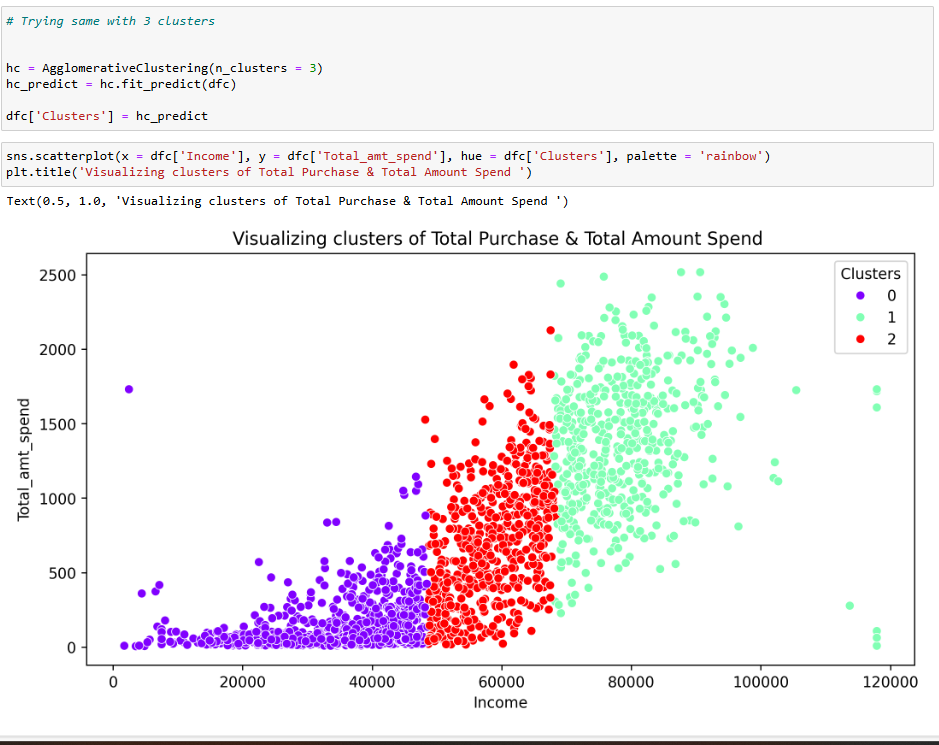 # Trying same with 3 clusters
hc = AgglomerativeClustering(n_clusters = 3)
hc_predict = hc.fit_predict(dfc)
dfc['Clusters'] = hc_predict
sns.scatterplot(x = dfc['Income'], y = dfc['Total_amt_spend'], hue = dfc['Clusters'], palette = 'rainbow')
plt.title('Visualizing clusters of Total Purchase & Total Amount Spend ')
Text(0.5, 1.0, 'Visualizing clusters of Total Purchase & Total Amount Spend ')
Visualizing clusters of Total Purchase & Total Amount Spend
Clusters
0
1
2
2500
2000
1500
1000
500
0
Total_amt_spend
0 20000 40000 60000 80000 100000 120000
Income